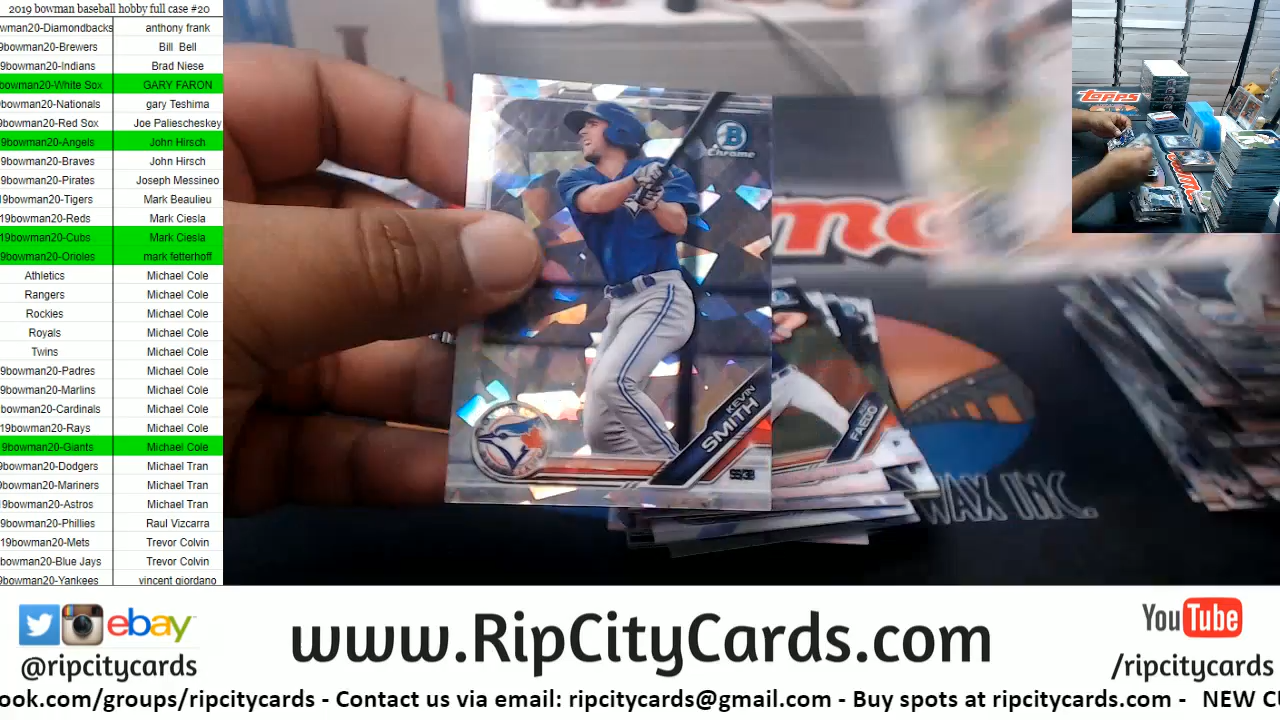 2019 bowman baseball hobby full case #20
wman20-Diamondbacks anthony frank
9bowman20-Brewers Bill Bell
9bowman20-Indians Brad Niese
bowman20-White Sox GARY FARON
9bowman20-Nationals gary Teshima
9bowman20-Red Sox Joe Paliescheskey
9bowman20-Angels John Hirsch
9bowman20-Braves John Hirsch
9bowman20-Pirates Joseph Messineo
19bowman20-Tigers Mark Beaulieu
19bowman20-Reds Mark Ciesla
19bowman20-Cubs Mark Ciesla
9bowman20-Orioles mark fetterhoff
Athletics Michael Cole
Rangers Michael Cole
Rockies Michael Cole
Royals Michael Cole
Twins Michael Cole
9bowman20-Padres Michael Cole
9bowman20-Marlins Michael Cole
bowman20-Cardinals Michael Cole
19bowman20-Rays Michael Cole
9bowman20-Giants Michael Cole
9bowman20-Dodgers Michael Tran
9bowman20-Mariners Michael Tran
19bowman20-Astros Michael Tran
9bowman20-Phillies Raul Vizcarra
19bowman20-Mets Trevor Colvin
bowman20-Blue Jays Trevor Colvin
9bowman20-Yankees vincent giordano
B
Chrome
KEVIN
SMITH
FAEDO
WAX INC.
TOPPS
ebay
@ripcitycards
www.RipCityCards.com
YouTube
/ripcitycards
ook.com/groups/ripcitycards - Contact us via email: ripcitycards@gmail.com - Buy spots at ripcitycards.com - NEW C